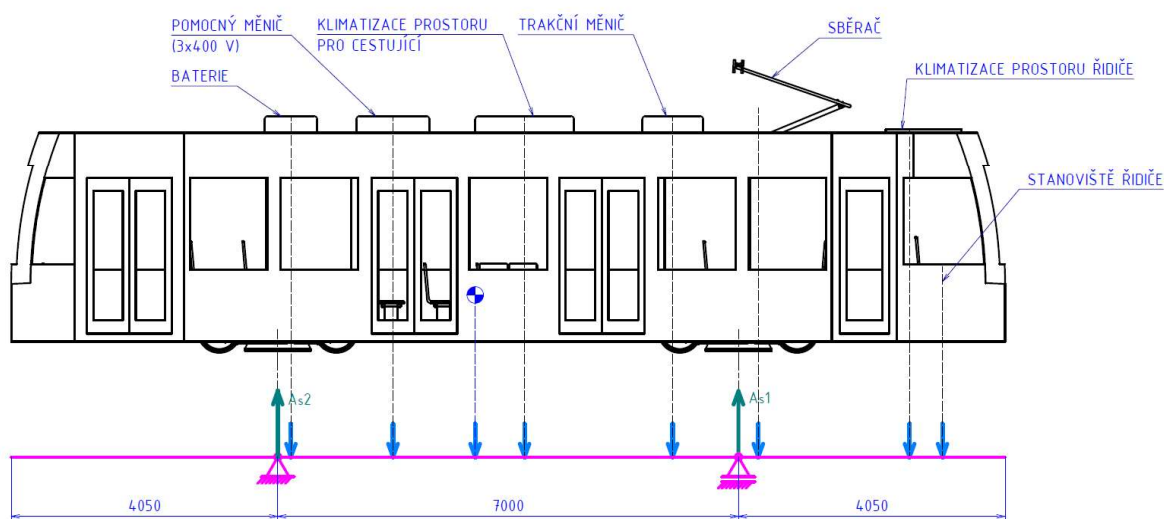 POMOCNÝ MĚNIČ
(3x400 V)
KLIMATIZACE PROSTORU
PRO CESTUJÍCÍ
TRAKČNÍ MĚNIČ
SBĚRAČ
BATERIE
KLIMATIZACE PROSTORU ŘIDIČE
STANOVIŠTĚ ŘIDIČE
As2
As1
4050
7000
4050